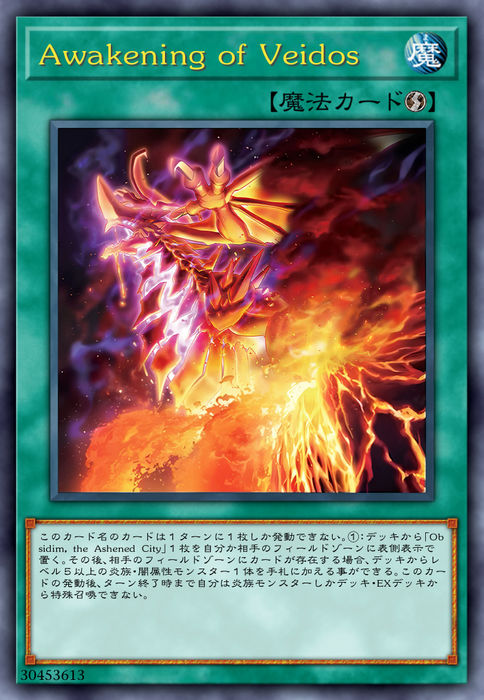 Awakening of Veidos
魔
【魔法カード】
このカード名のカードは１ターンに１枚しか発動できない。①:デッキから「Ob
sidim, the Ashened City」１枚を自分か相手のフィールドゾーンに表側表示で
置く。その後、相手のフィールドゾーンにカードが存在する場合、デッキからレ
ベル５以上の炎族・闇属性モンスター１体を手札に加える事ができる。このカー
ドの発動後、ターン終了時まで自分は炎族モンスターしかデッキ・EXデッキか
ら特殊召喚できない。
30453613